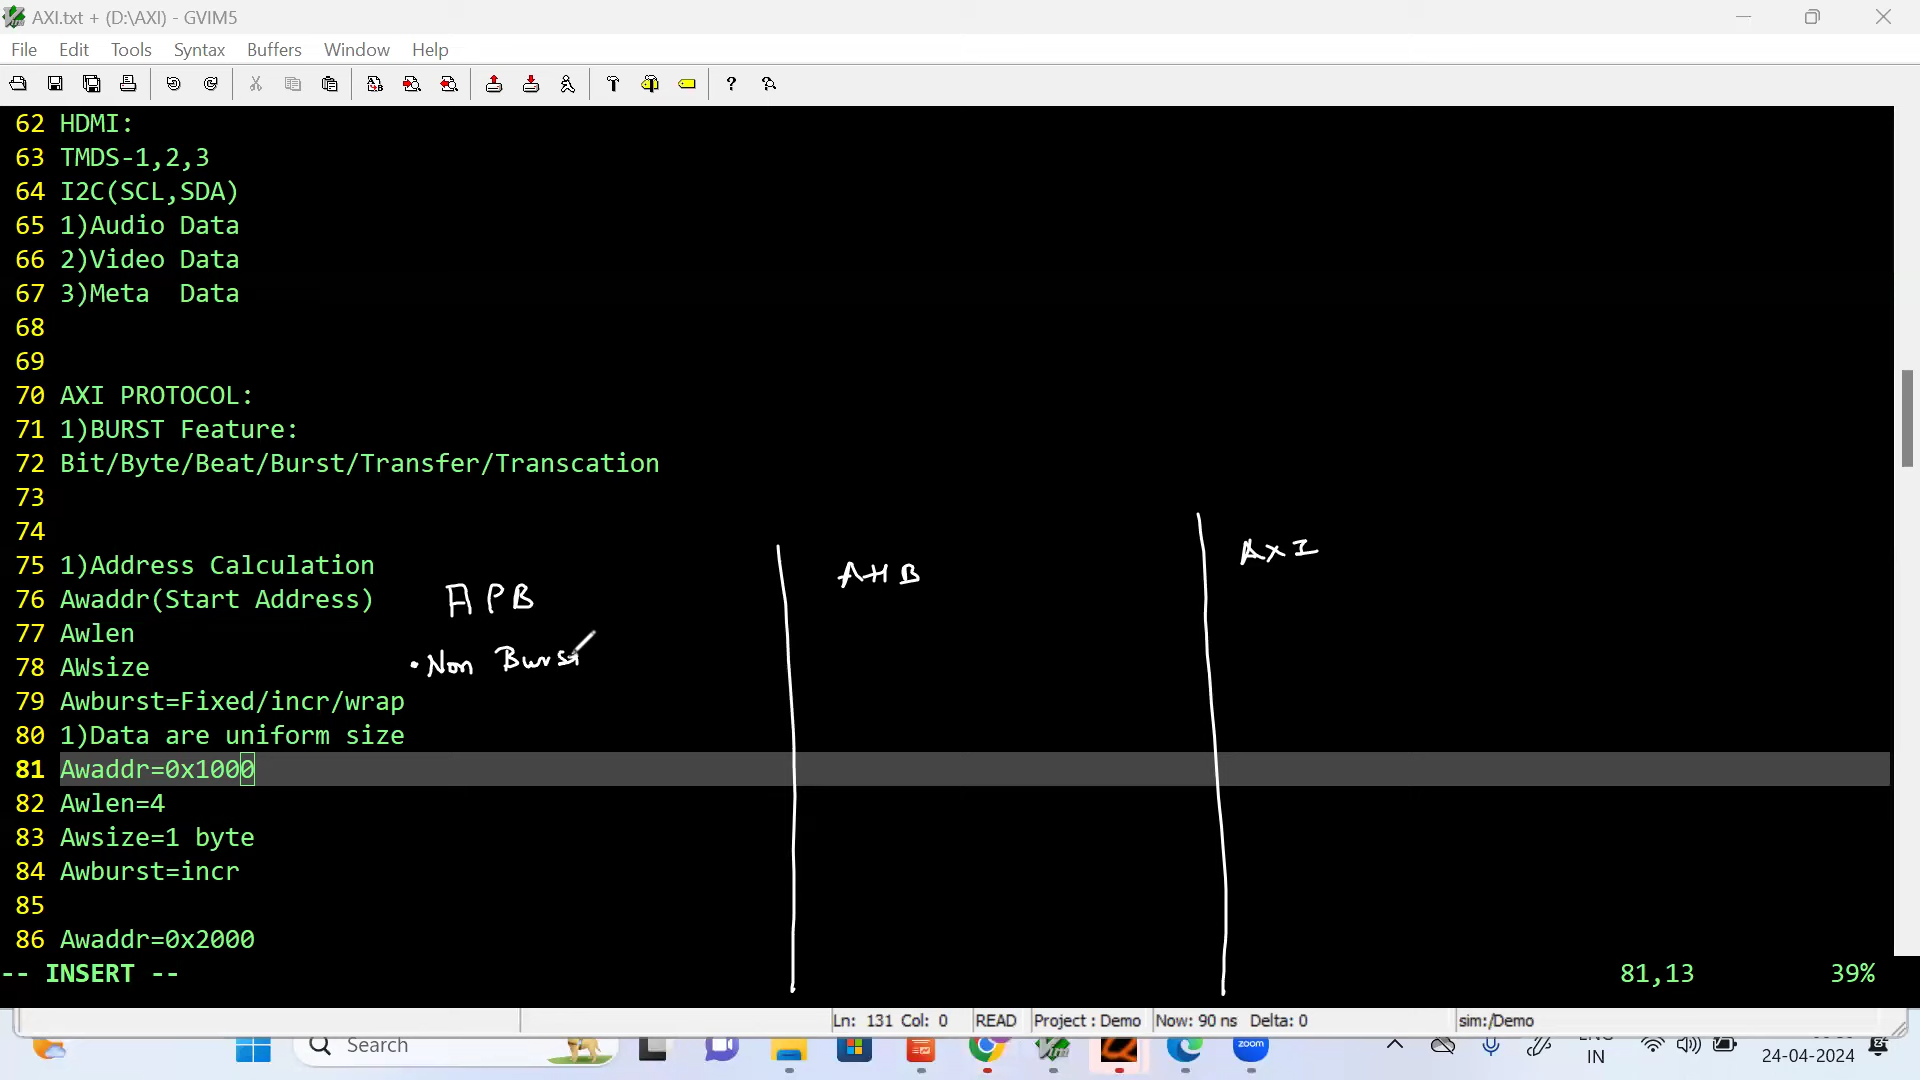 AXI.txt + (D:\AXI) - GVIM5
File Edit Tools Syntax Buffers Window Help
62 HDMI:
63 TMDS-1,2,3
64 I2C(SCL,SDA)
65 1)Audio Data
66 2)Video Data
67 3)Meta  Data
68
69
70 AXI PROTOCOL:
71 1)BURST Feature:
72 Bit/Byte/Beat/Burst/Transfer/Transcation
73
74
AXI
75 1)Address Calculation
AHB
76 Awaddr(Start Address)
APB
77 Awlen
78 AWsize
• Non Burst
79 Awburst=Fixed/incr/wrap
80 1)Data are uniform size
81 Awaddr=0x1000
82 Awlen=4
83 Awsize=1 byte
84 Awburst=incr
85
86 Awaddr=0x2000
-- INSERT -- 81,13 39%
Ln: 131 Col: 0 READ Project : Demo Now: 90 ns Delta: 0 sim:/Demo
Search zoom
IN 24-04-2024